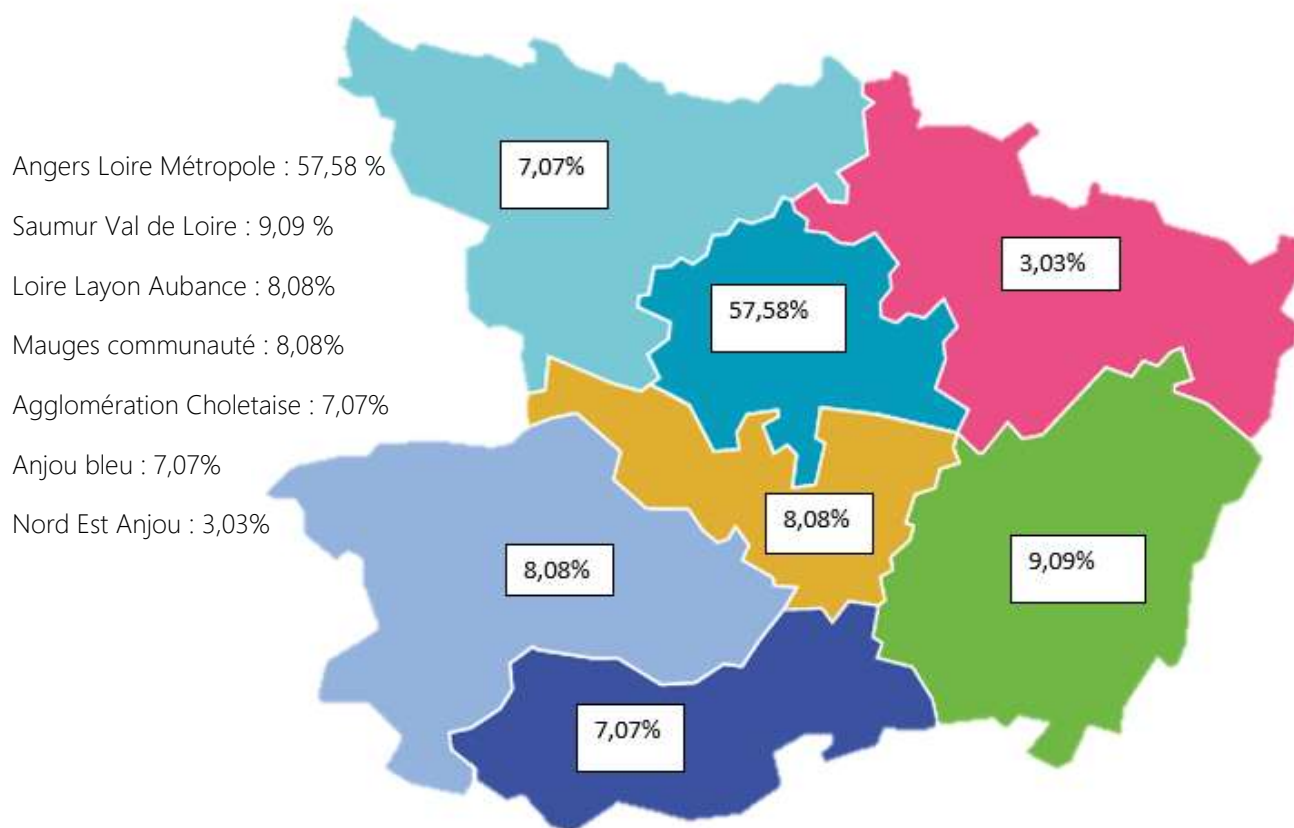 Angers Loire Métropole : 57,58 %
Saumur Val de Loire : 9,09 %
Loire Layon Aubance : 8,08%
Mauges communauté : 8,08%
Agglomération Choletaise : 7,07%
Anjou bleu : 7,07%
Nord Est Anjou : 3,03%
7,07%
3,03%
57,58%
8,08%
9,09%
8,08%
7,07%